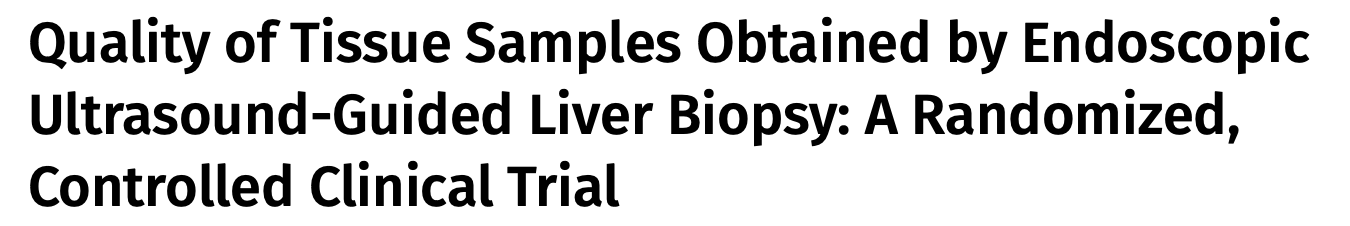 Quality of Tissue Samples Obtained by Endoscopic
Ultrasound-Guided Liver Biopsy: A Randomized,
Controlled Clinical Trial